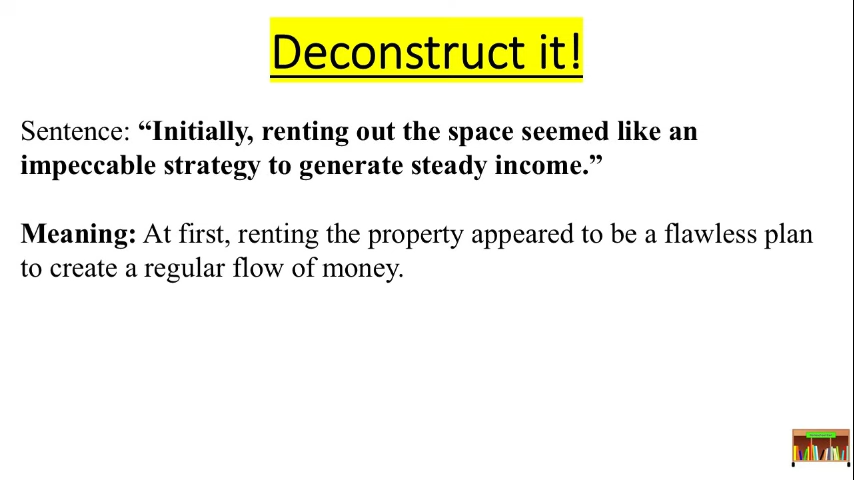 Deconstruct it!
Sentence: “Initially, renting out the space seemed like an
impeccable strategy to generate steady income.”
Meaning: At first, renting the property appeared to be a flawless plan
to create a regular flow of money.